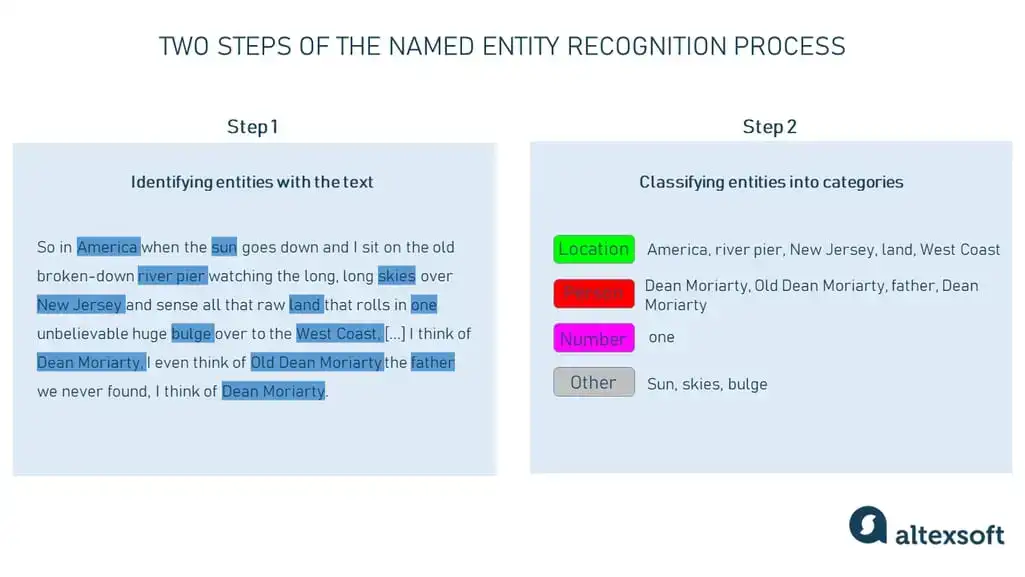 TWO STEPS OF THE NAMED ENTITY RECOGNITION PROCESS
Step 1
Identifying entities with the text
So in America when the sun goes down and I sit on the old
broken-down river pier watching the long, long skies over
New Jersey and sense all that raw land that rolls in one
unbelievable huge bulge over to the West Coast, [...] I think of
Dean Moriarty, I even think of Old Dean Moriarty the father
we never found, I think of Dean Moriarty.
Step 2
Classifying entities into categories
Location America, river pier, New Jersey, land, West Coast
Person Dean Moriarty, Old Dean Moriarty, father, Dean
Moriarty
Number one
Other Sun, skies, bulge
altexsoft